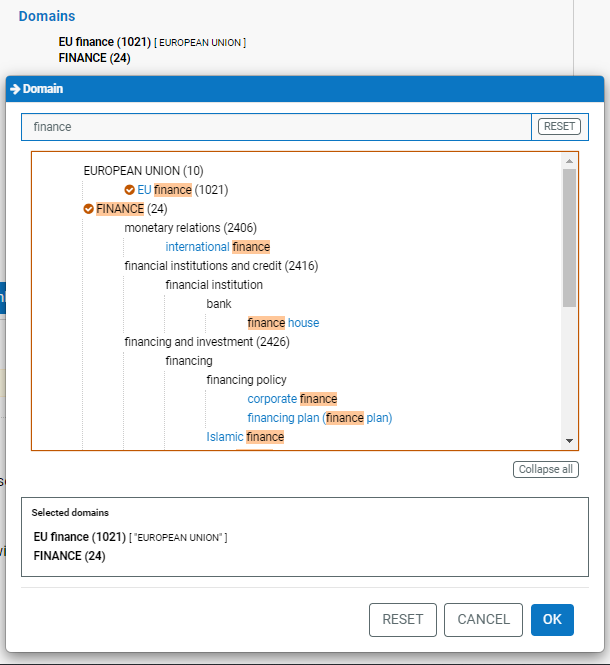 Domains
EU finance (1021) [ EUROPEAN UNION ]
FINANCE (24)
Domain
finance
RESET
EUROPEAN UNION (10)
EU finance (1021)
FINANCE (24)
monetary relations (2406)
international finance
financial institutions and credit (2416)
financial institution
bank
finance house
financing and investment (2426)
financing
financing policy
corporate finance
financing plan (finance plan)
Islamic finance
Collapse all
Selected domains
EU finance (1021) [ "EUROPEAN UNION" ]
FINANCE (24)
RESET
CANCEL
OK